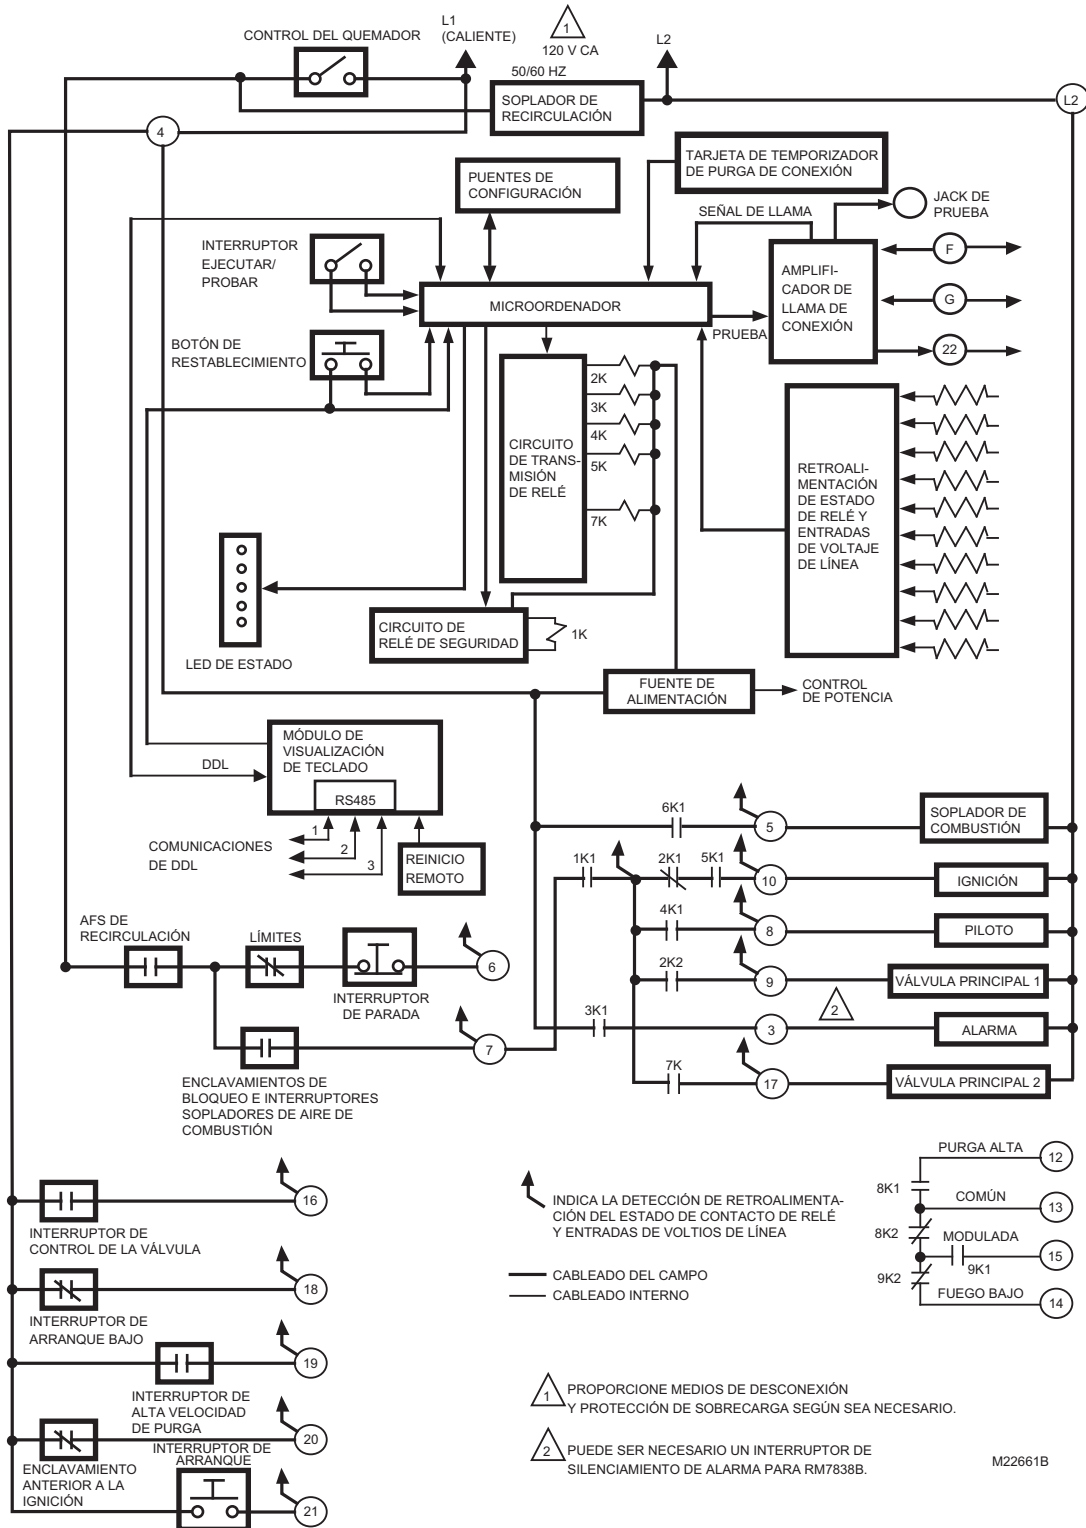 L1
(CALIENTE)
1
120 V CA
50/60 HZ
L2
CONTROL DEL QUEMADOR
SOPLADOR DE
RECIRCULACIÓN
L2
4
PUENTES DE
CONFIGURACIÓN
TARJETA DE TEMPORIZADOR
DE PURGA DE CONEXIÓN
SEÑAL DE LLAMA
JACK DE
PRUEBA
INTERRUPTOR
EJECUTAR/
PROBAR
MICROORDENADOR
PRUEBA
AMPLIFI-
CADOR DE
LLAMA DE
CONEXIÓN
F
G
22
BOTÓN DE
RESTABLECIMIENTO
CIRCUITO
DE TRANS-
MISIÓN
DE RELÉ
2K
3K
4K
5K
7K
RETROALI-
MENTACIÓN
DE ESTADO
DE RELÉ Y
ENTRADAS
DE VOLTAJE
DE LÍNEA
LED DE ESTADO
CIRCUITO DE
RELÉ DE SEGURIDAD
1K
FUENTE DE
ALIMENTACIÓN
CONTROL
DE POTENCIA
MÓDULO DE
VISUALIZACIÓN
DE TECLADO
RS485
DDL
1
2
3
COMUNICACIONES
DE DDL
REINICIO
REMOTO
6K1
5
SOPLADOR DE
COMBUSTIÓN
1K1
2K1
5K1
10
IGNICIÓN
4K1
8
PILOTO
2K2
9
VÁLVULA PRINCIPAL 1
3K1
3
2
ALARMA
7K
17
VÁLVULA PRINCIPAL 2
AFS DE
RECIRCULACIÓN
LÍMITES
INTERRUPTOR
DE PARADA
6
7
ENCLAVAMIENTOS DE
BLOQUEO E INTERRUPTORES
SOPLADORES DE AIRE DE
COMBUSTIÓN
16
INTERRUPTOR DE
CONTROL DE LA VÁLVULA
18
INTERRUPTOR DE
ARRANQUE BAJO
19
INTERRUPTOR DE
ALTA VELOCIDAD
DE PURGA
20
ENCLAVAMIENTO
ANTERIOR A LA
IGNICIÓN
INTERRUPTOR DE
ARRANQUE
21
INDICA LA DETECCIÓN DE RETROALIMENTA-
CIÓN DEL ESTADO DE CONTACTO DE RELÉ
Y ENTRADAS DE VOLTIOS DE LÍNEA
CABLEADO DEL CAMPO
CABLEADO INTERNO
PURGA ALTA
12
8K1
COMÚN
13
8K2
MODULADA
15
9K1
9K2
FUEGO BAJO
14
1
PROPORCIONE MEDIOS DE DESCONEXIÓN
Y PROTECCIÓN DE SOBRECARGA SEGÚN SEA NECESARIO.
2
PUEDE SER NECESARIO UN INTERRUPTOR DE
SILENCIAMIENTO DE ALARMA PARA RM7838B.
M22661B